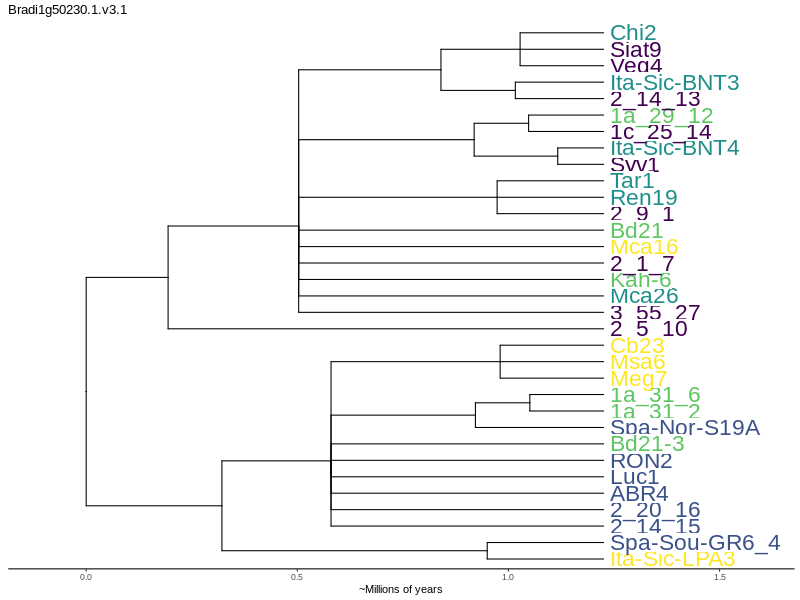 Bradi1g50230.1.v3.1
Chi2
Siat9
Veg4
Ita-Sic-BNT3
2_14_13
1a_29_12
1c_25_14
Ita-Sic-BNT4
Svv1
Tar1
Ren19
2_9_1
Bd21
Mca16
2_1_7
Kah-6
Mca26
3_55_27
2_5_10
Cb23
Msa6
Meg7
1a_31_6
1a_31_2
Spa-Nor-S19A
Bd21-3
RON2
Luc1
ABR4
2_20_16
2_14_15
Spa-Sou-GR6_4
Ita-Sic-LPA3
0.0 0.5 1.0 1.5
~Millions of years